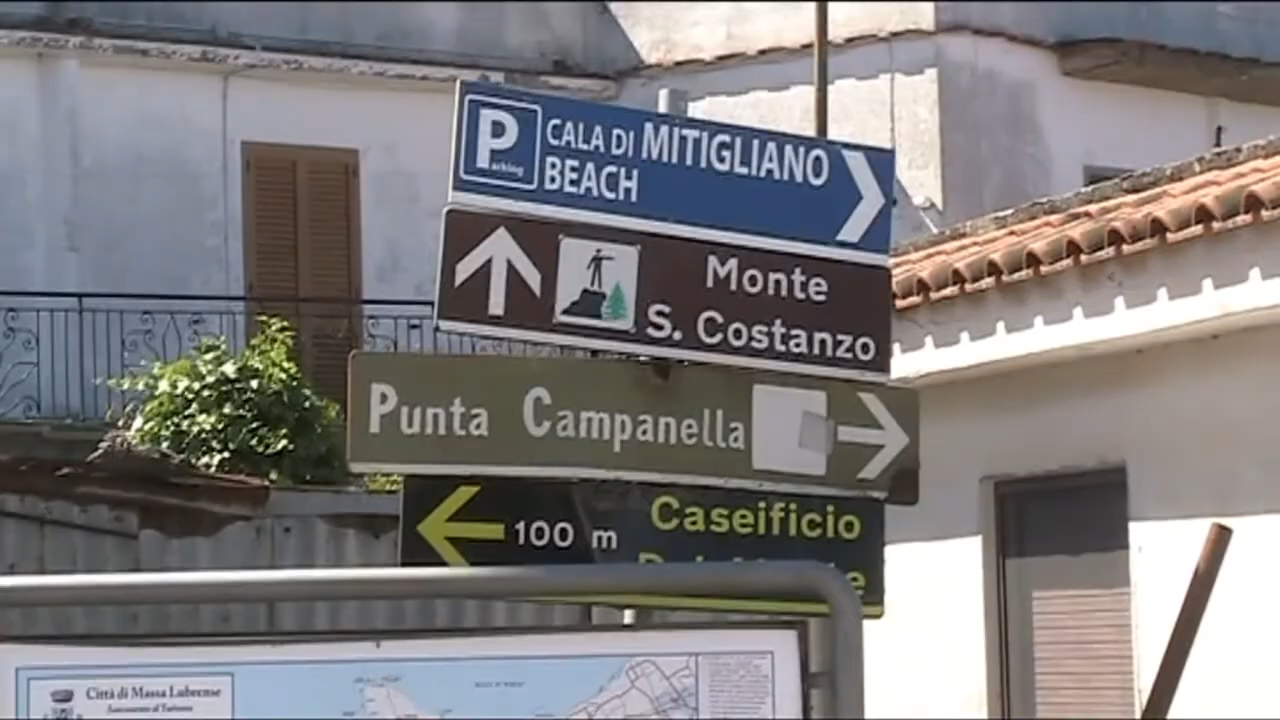 Parking
CALA DI MITIGLIANO
BEACH
Monte
S. Costanzo
Punta Campanella
100 m
Caseificio
Città di Massa Lubrense
Assessorato al Turismo